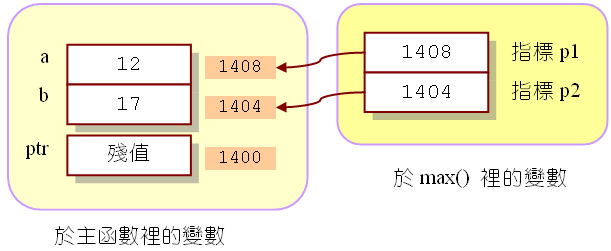 a 12 1408
b 17 1404
ptr 殘值 1400
於主函數裡的變數
1408 指標 p1
1404 指標 p2
於 max() 裡的變數